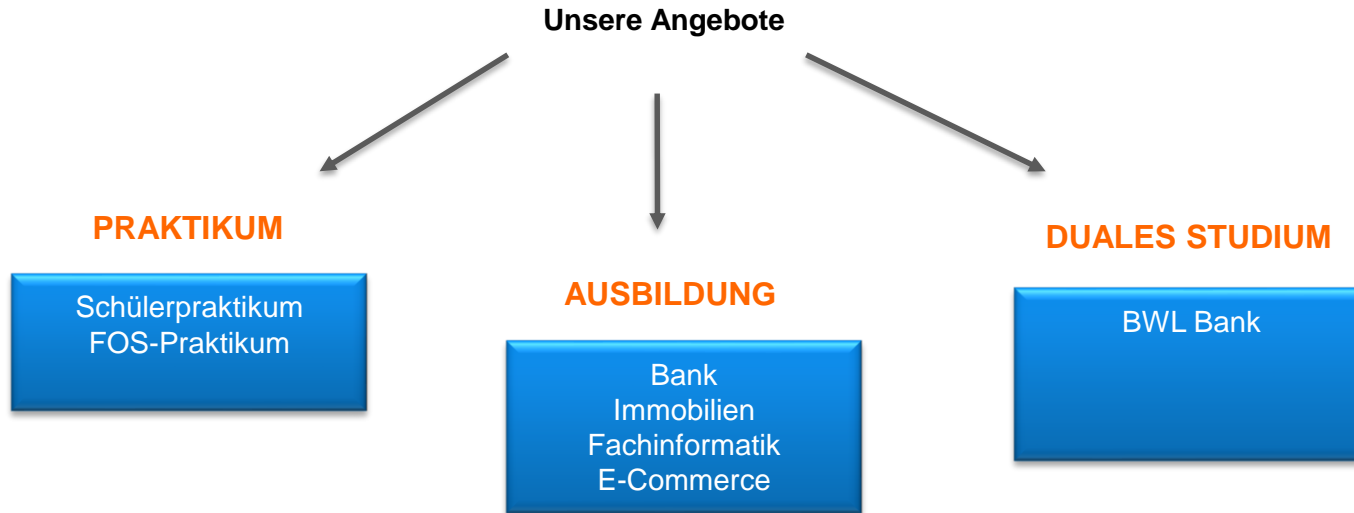 Unsere Angebote
PRAKTIKUM
Schülerpraktikum
FOS-Praktikum
AUSBILDUNG
Bank
Immobilien
Fachinformatik
E-Commerce
DUALES STUDIUM
BWL Bank